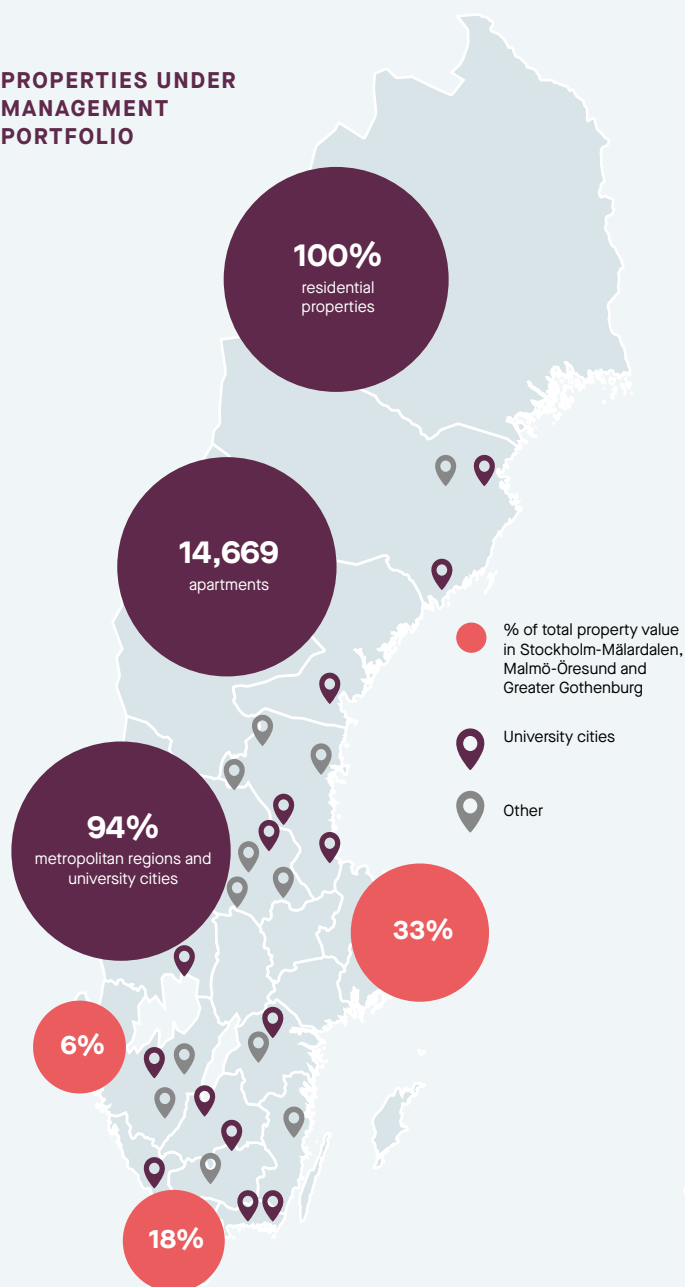 PROPERTIES UNDER
MANAGEMENT
PORTFOLIO
100%
residential
properties
14,669
apartments
% of total property value
in Stockholm-Mälardalen,
Malmö-Öresund and
Greater Gothenburg
University cities
Other
94%
metropolitan regions and
university cities
33%
6%
18%